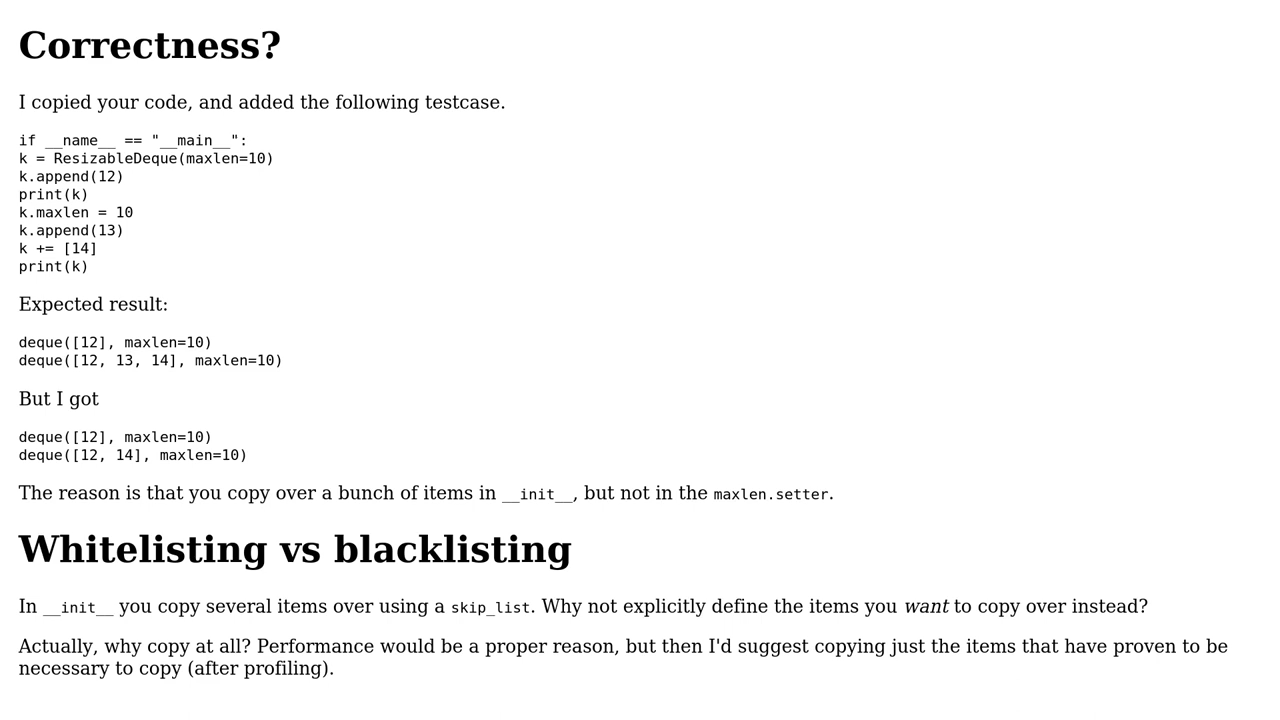 Correctness?
I copied your code, and added the following testcase.
if __name__ == "__main__":
k = ResizableDeque(maxlen=10)
k.append(12)
print(k)
k.maxlen = 10
k.append(13)
k += [14]
print(k)
Expected result:
deque([12], maxlen=10)
deque([12, 13, 14], maxlen=10)
But I got
deque([12], maxlen=10)
deque([12, 14], maxlen=10)
The reason is that you copy over a bunch of items in __init__, but not in the maxlen.setter.
Whitelisting vs blacklisting
In __init__ you copy several items over using a skip_list. Why not explicitly define the items you want to copy over instead?
Actually, why copy at all? Performance would be a proper reason, but then I'd suggest copying just the items that have proven to be
necessary to copy (after profiling).